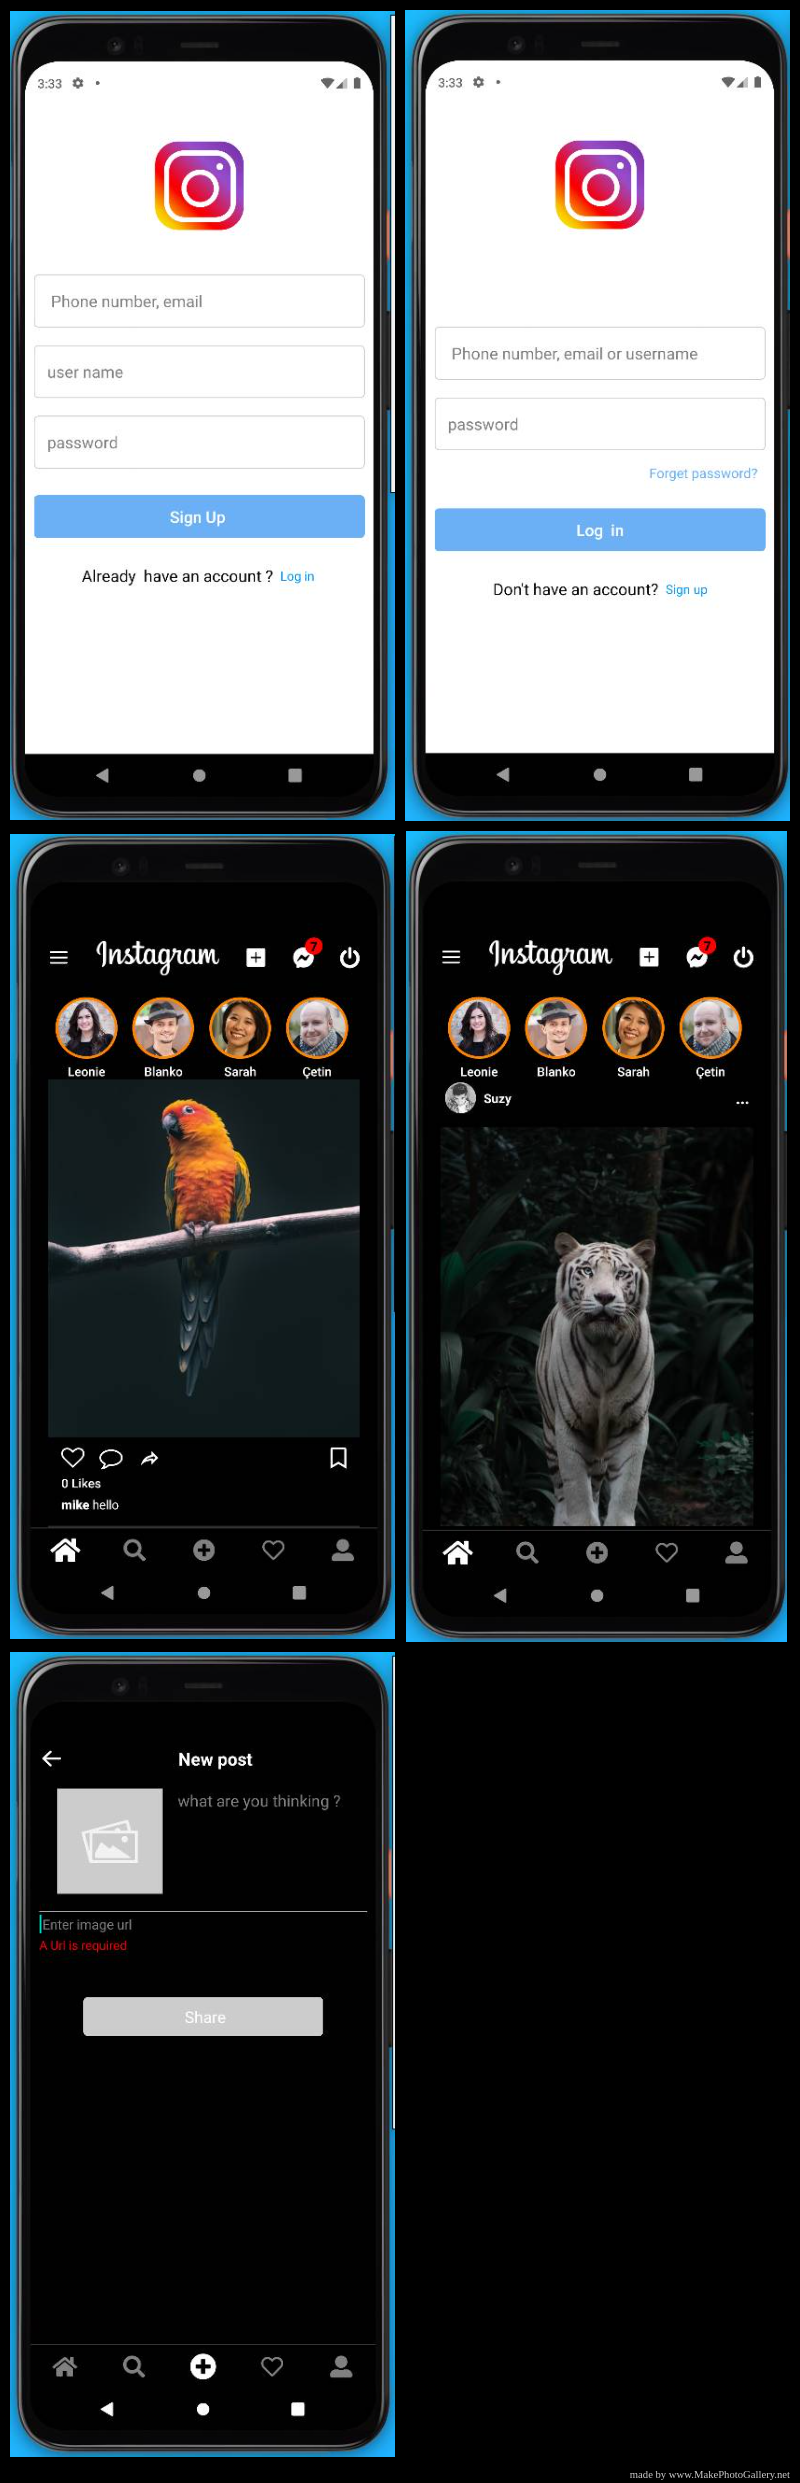 3:33
Phone number, email
user name
password
Sign Up
Already have an account ? Log in
3:33
Phone number, email or username
password
Forget password?
Log in
Don't have an account? Sign up
Instagram
7
Leonie Blanko Sarah Çetin
0 Likes
mike hello
Instagram
7
Leonie Blanko Sarah Çetin
Suzy
...
New post
what are you thinking ?
Enter image url
A Url is required
Share
made by www.MakePhotoGallery.net